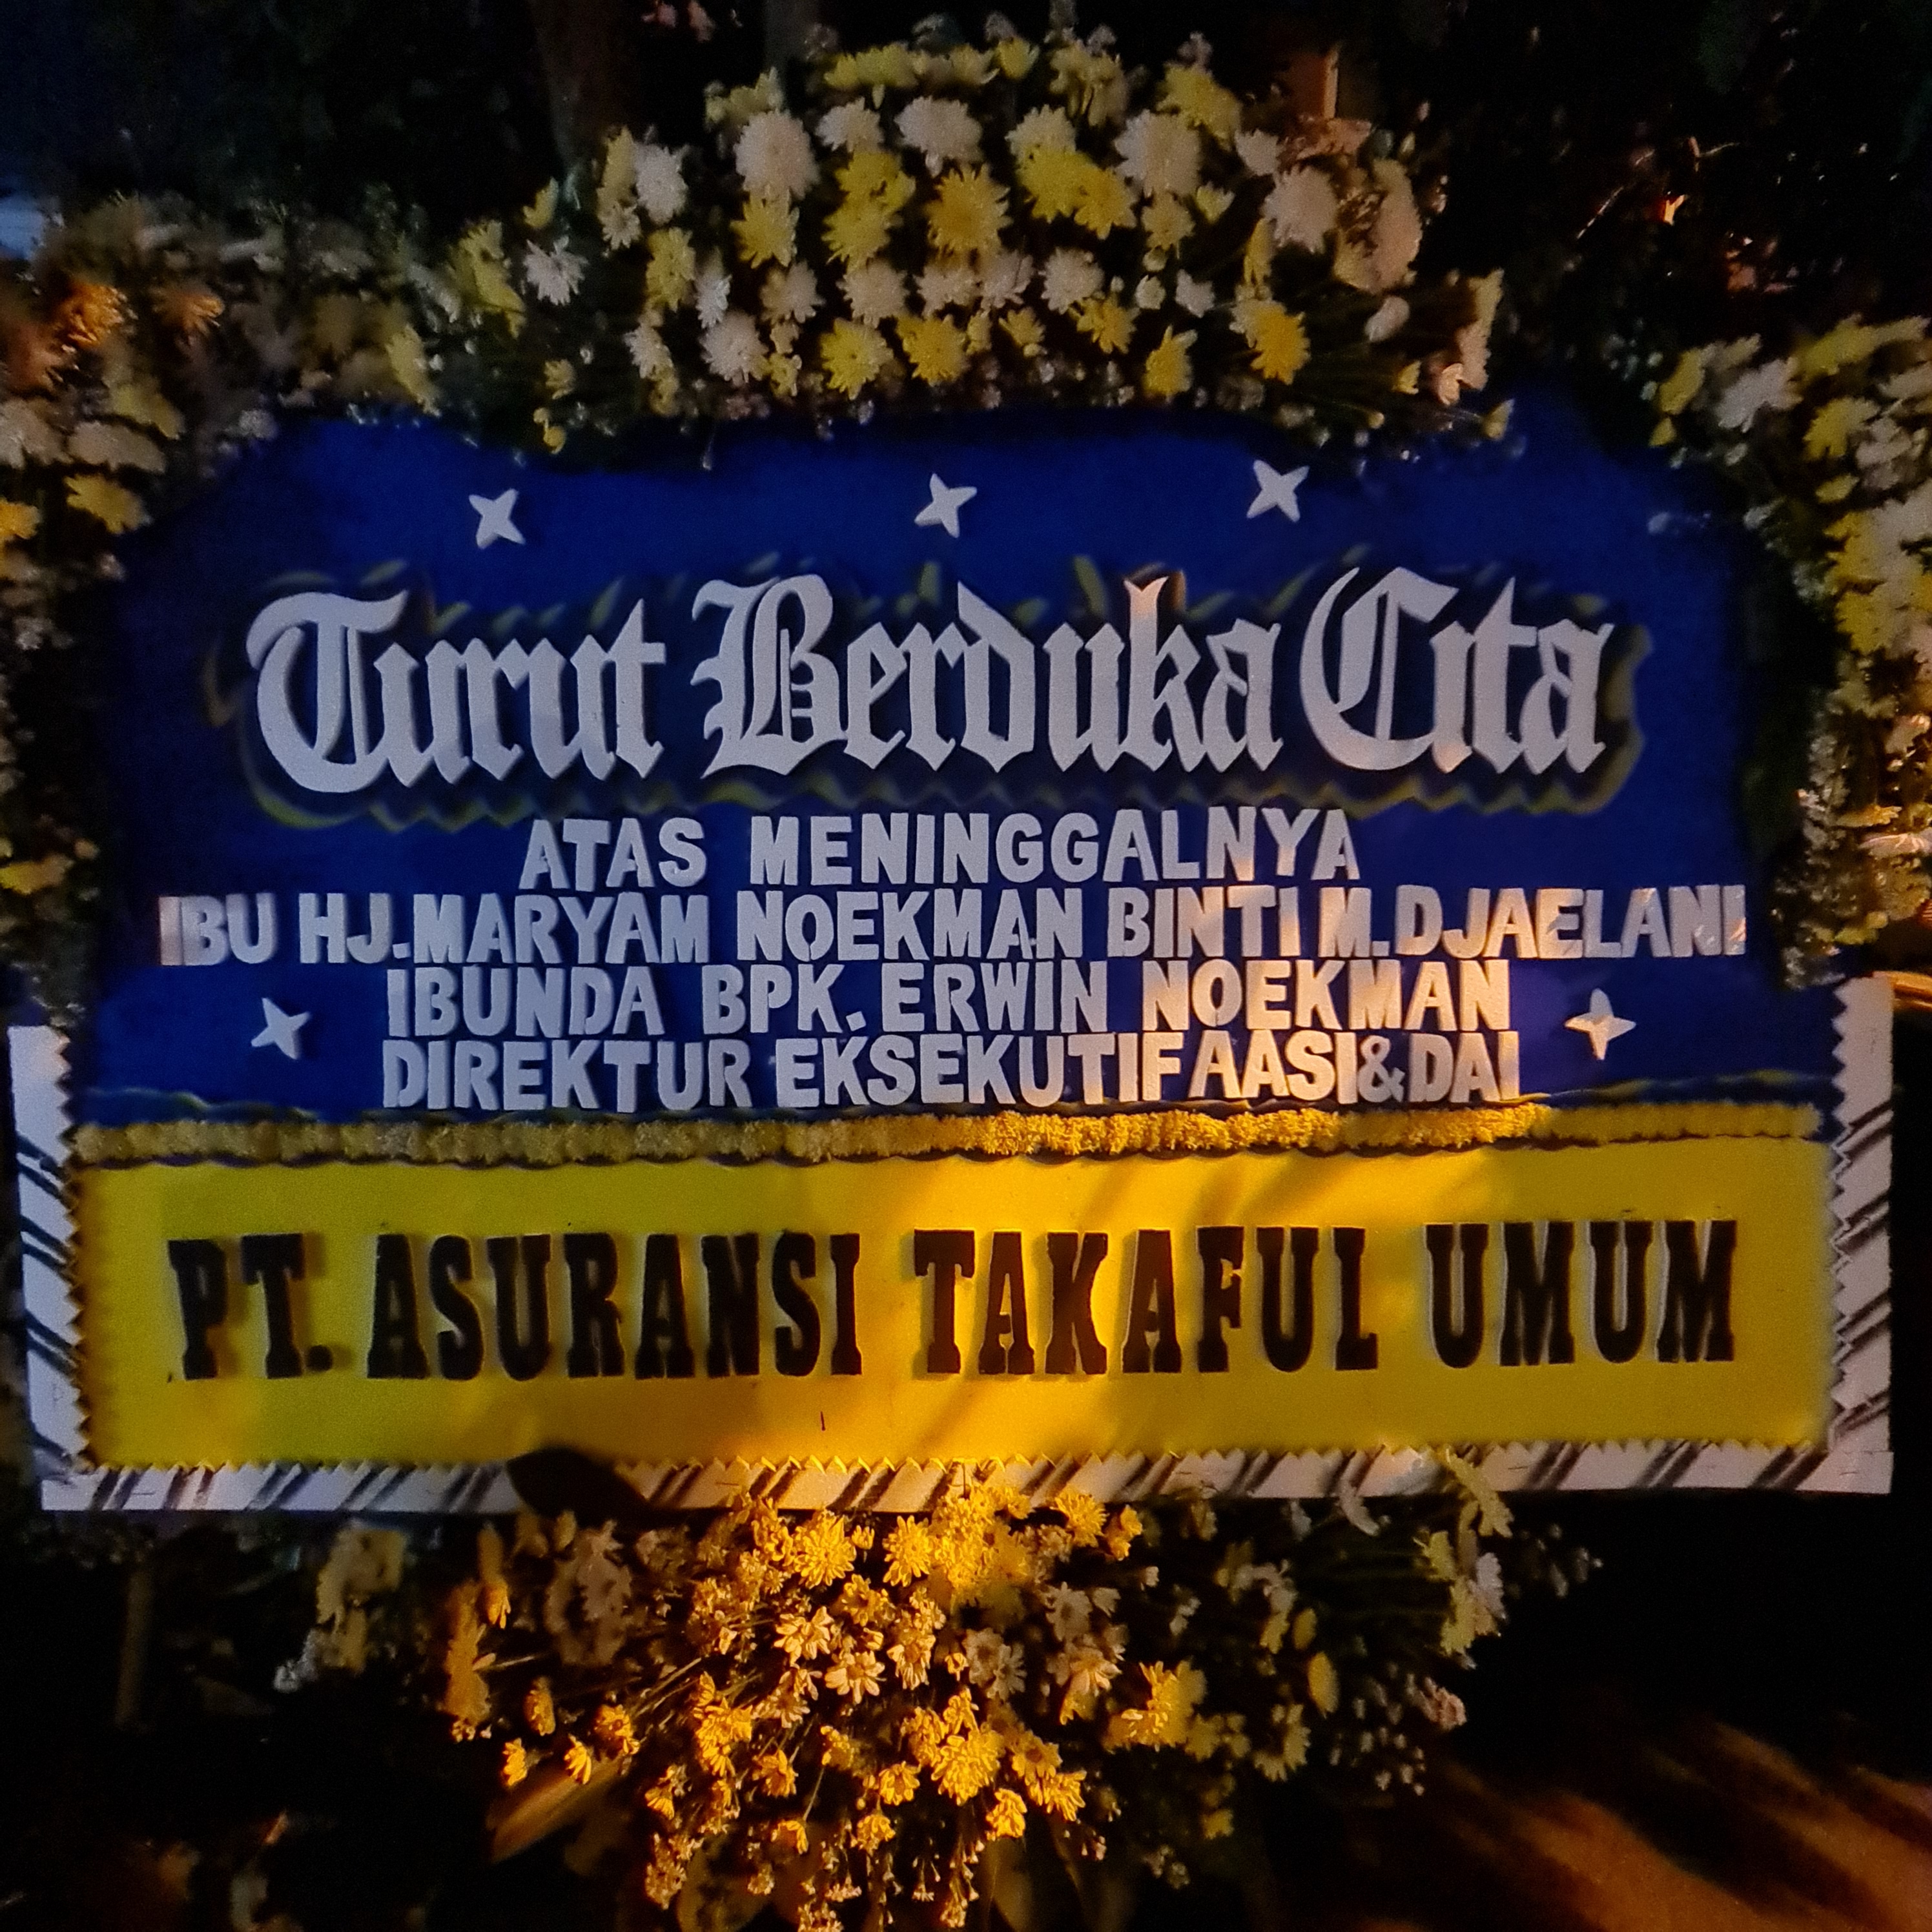 Turut Berduka Cita
ATAS MENINGGALNYA
IBU HJ.MARYAM NOEKMAN BINTI M.DJAELANI
IBUNDA BPK. ERWIN NOEKMAN
DIREKTUR EKSEKUTIF AASI&DAI
PT. ASURANSI TAKAFUL UMUM